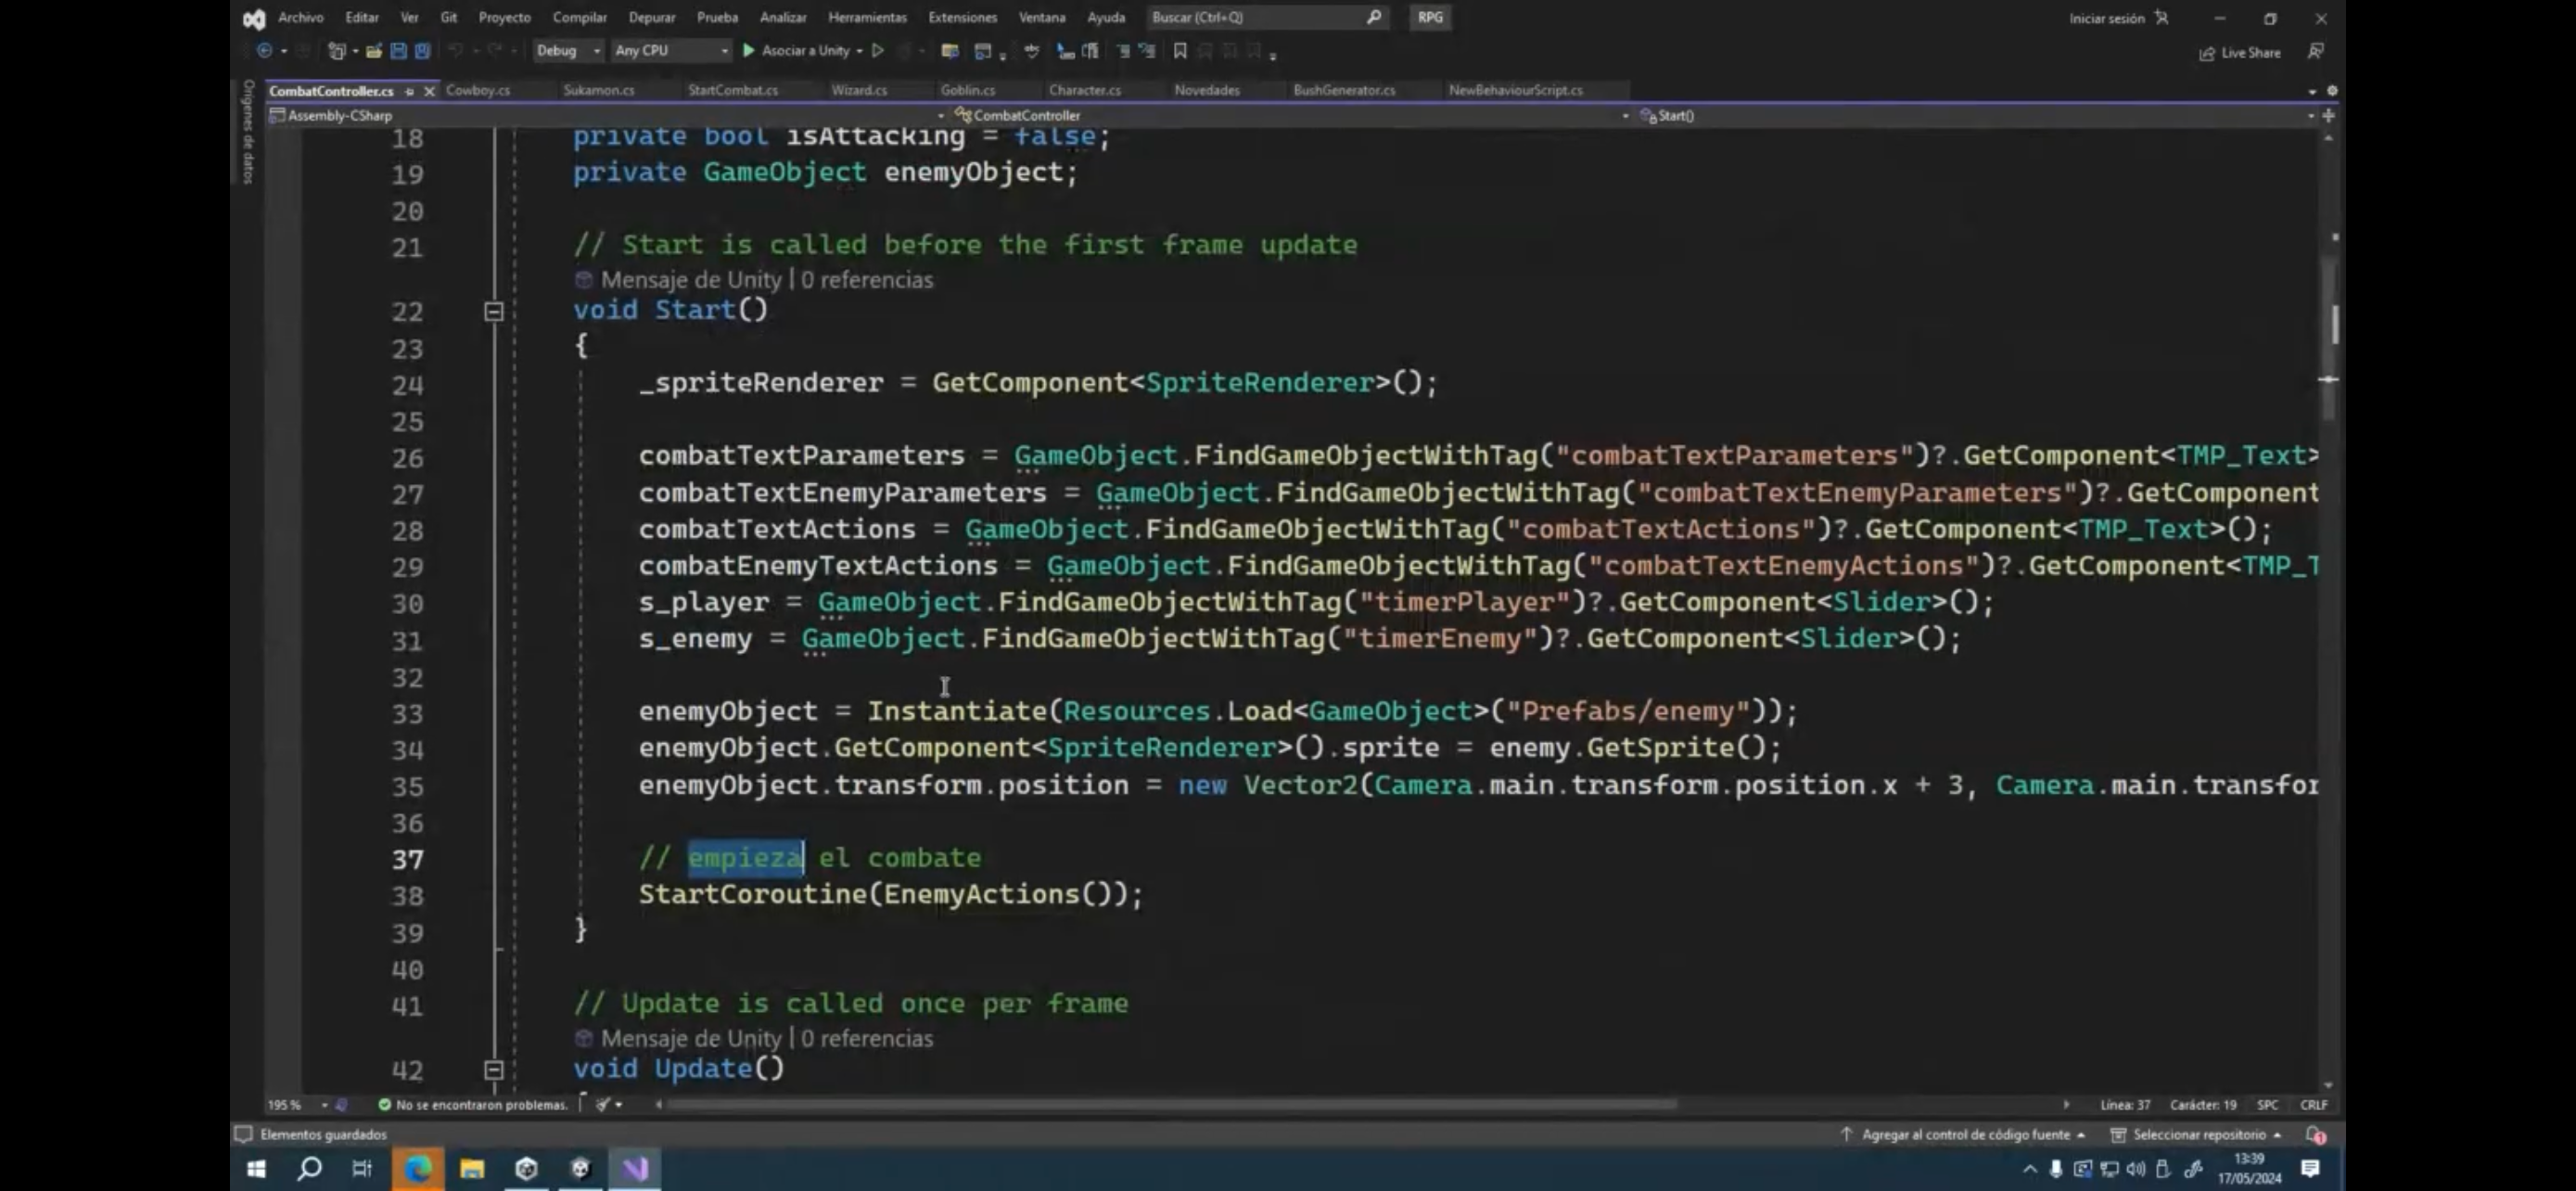 Archivo Editar Ver Git Proyecto Compilar Depurar Prueba Analizar Herramientas Extensiones Ventana Ayuda Buscar (Ctrl+Q) RPG Iniciar sesión
Debug Any CPU Asociar a Unity Live Share
Orígenes de datos
CombatController.cs Cowboy.cs Sukamon.cs StartCombat.cs Wizard.cs Goblin.cs Character.cs Novedades BushGenerator.cs NewBehaviourScript.cs
Assembly-CSharp CombatController Start()
18 private bool isAttacking = false;
19 private GameObject enemyObject;
20
21 // Start is called before the first frame update
Mensaje de Unity | 0 referencias
22 void Start()
23 {
24 _spriteRenderer = GetComponent<SpriteRenderer>();
25
26 combatTextParameters = GameObject.FindGameObjectWithTag("combatTextParameters")?.GetComponent<TMP_Text>
27 combatTextEnemyParameters = GameObject.FindGameObjectWithTag("combatTextEnemyParameters")?.GetComponent
28 combatTextActions = GameObject.FindGameObjectWithTag("combatTextActions")?.GetComponent<TMP_Text>();
29 combatEnemyTextActions = GameObject.FindGameObjectWithTag("combatTextEnemyActions")?.GetComponent<TMP_T
30 s_player = GameObject.FindGameObjectWithTag("timerPlayer")?.GetComponent<Slider>();
31 s_enemy = GameObject.FindGameObjectWithTag("timerEnemy")?.GetComponent<Slider>();
32
33 enemyObject = Instantiate(Resources.Load<GameObject>("Prefabs/enemy"));
34 enemyObject.GetComponent<SpriteRenderer>().sprite = enemy.GetSprite();
35 enemyObject.transform.position = new Vector2(Camera.main.transform.position.x + 3, Camera.main.transfor
36
37 // empieza el combate
38 StartCoroutine(EnemyActions());
39 }
40
41 // Update is called once per frame
Mensaje de Unity | 0 referencias
42 void Update()
195 % No se encontraron problemas. Línea: 37 Carácter: 19 SPC CRLF
Elementos guardados Agregar al control de código fuente Seleccionar repositorio 1
13:39
17/05/2024